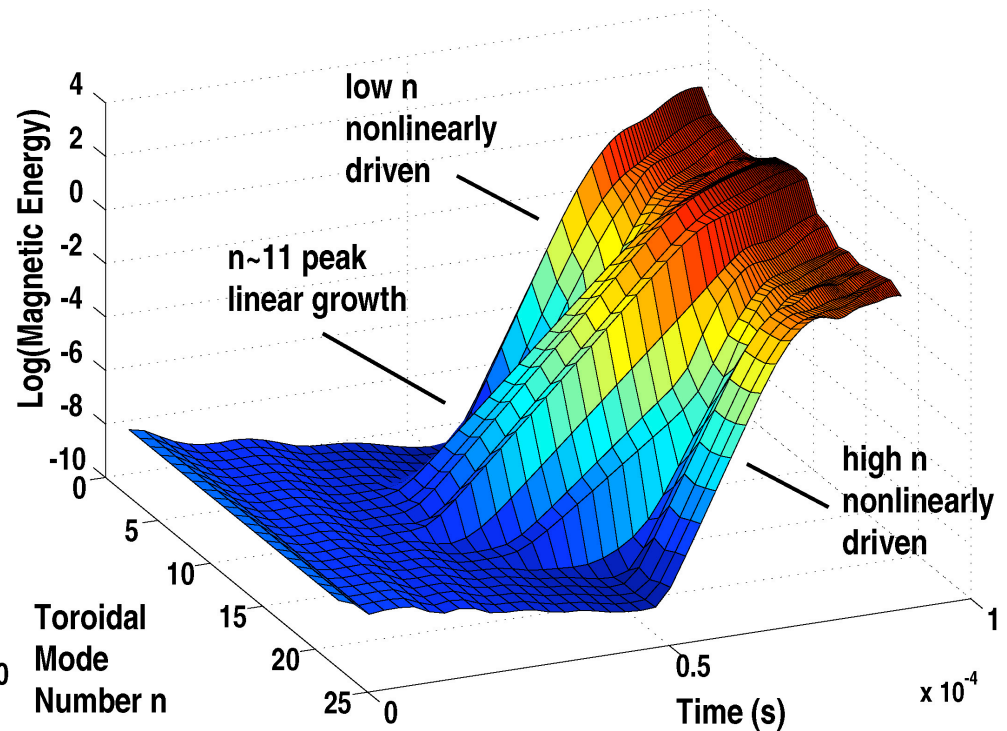 4
2
0
-2
-4
-6
-8
-10
Log(Magnetic Energy)
low n
nonlinearly
driven
n~11 peak
linear growth
high n
nonlinearly
driven
0
5
10
15
20
25
Toroidal
Mode
Number n
0
0
0.5
1
x 10⁻⁴
Time (s)